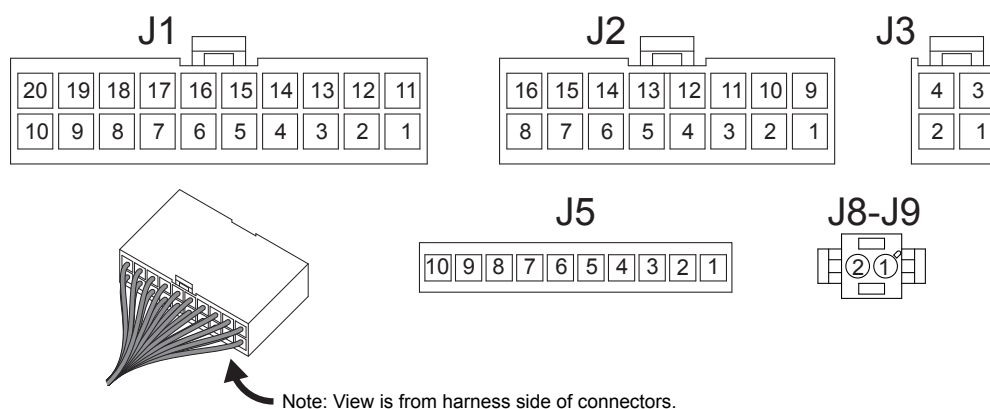 J1 J2 J3
20 19 18 17 16 15 14 13 12 11
10 9 8 7 6 5 4 3 2 1
16 15 14 13 12 11 10 9
8 7 6 5 4 3 2 1
4 3
2 1
J5
10 9 8 7 6 5 4 3 2 1
J8-J9
2 1
Note: View is from harness side of connectors.